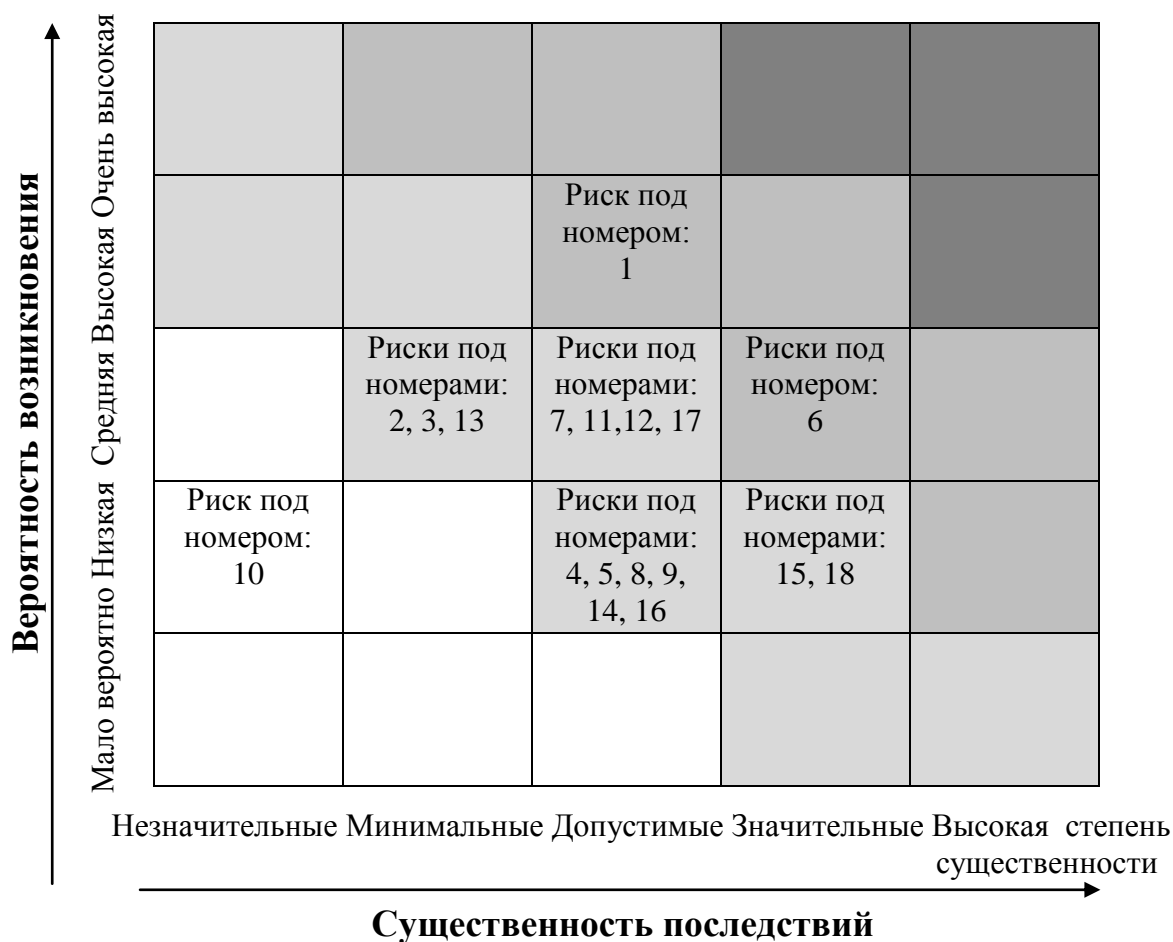 Вероятность возникновения
Мало вероятно Низкая Средняя Высокая Очень высокая
Риск под
номером:
1
Риски под
номерами:
2, 3, 13
Риски под
номерами:
7, 11,12, 17
Риски под
номером:
6
Риск под
номером:
10
Риски под
номерами:
4, 5, 8, 9,
14, 16
Риски под
номерами:
15, 18
Незначительные Минимальные Допустимые Значительные Высокая степень
существенности
Существенность последствий